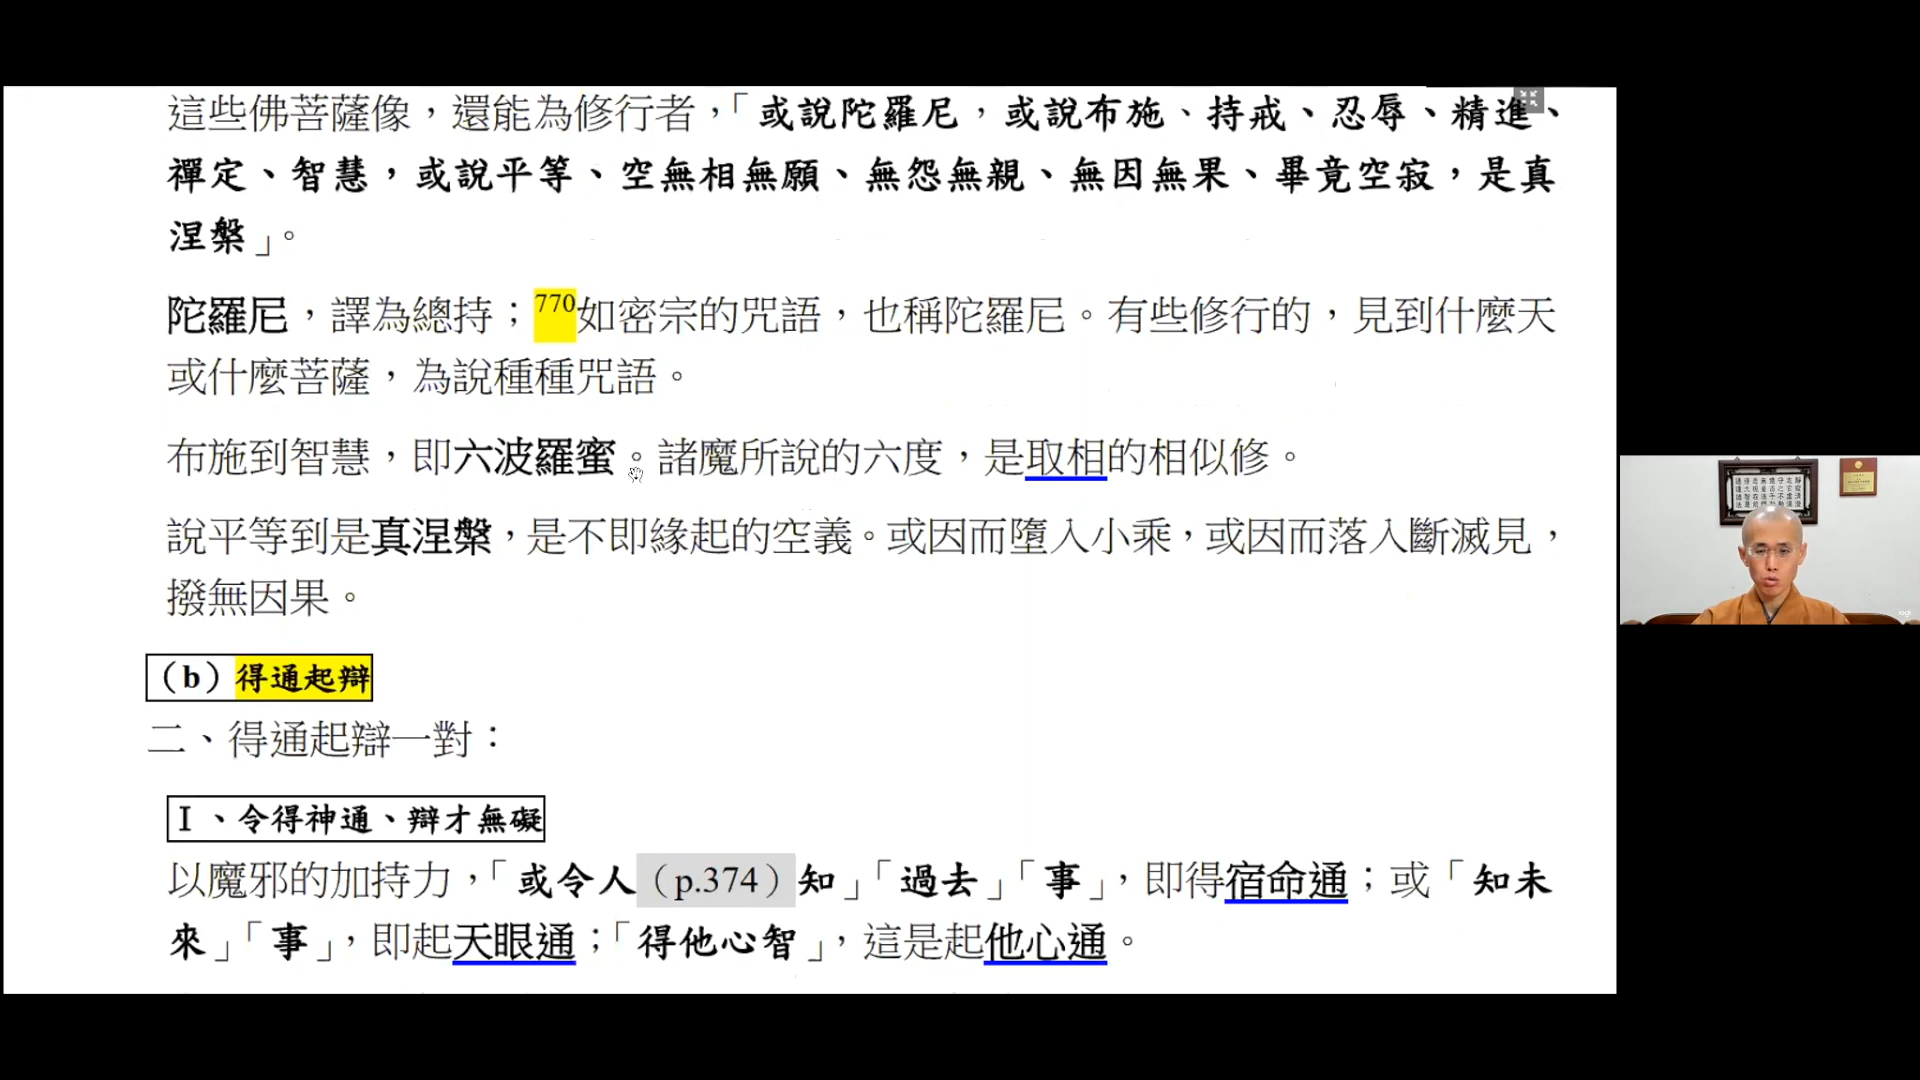 這些佛菩薩像，還能為修行者，「或說陀羅尼，或說布施、持戒、忍辱、精進、
禪定、智慧，或說平等、空無相無願、無怨無親、無因無果、畢竟空寂，是真
涅槃」。
陀羅尼，譯為總持；770如密宗的咒語，也稱陀羅尼。有些修行的，見到什麼天
或什麼菩薩，為說種種咒語。
布施到智慧，即六波羅蜜。諸魔所說的六度，是取相的相似修。
說平等到是真涅槃，是不即緣起的空義。或因而墮入小乘，或因而落入斷滅見，
撥無因果。
（b）得通起辯
二、得通起辯一對：
Ⅰ、令得神通、辯才無礙
以魔邪的加持力，「或令人（p.374）知」「過去」「事」，即得宿命通；或「知未
來」「事」，即起天眼通；「得他心智」，這是起他心通。